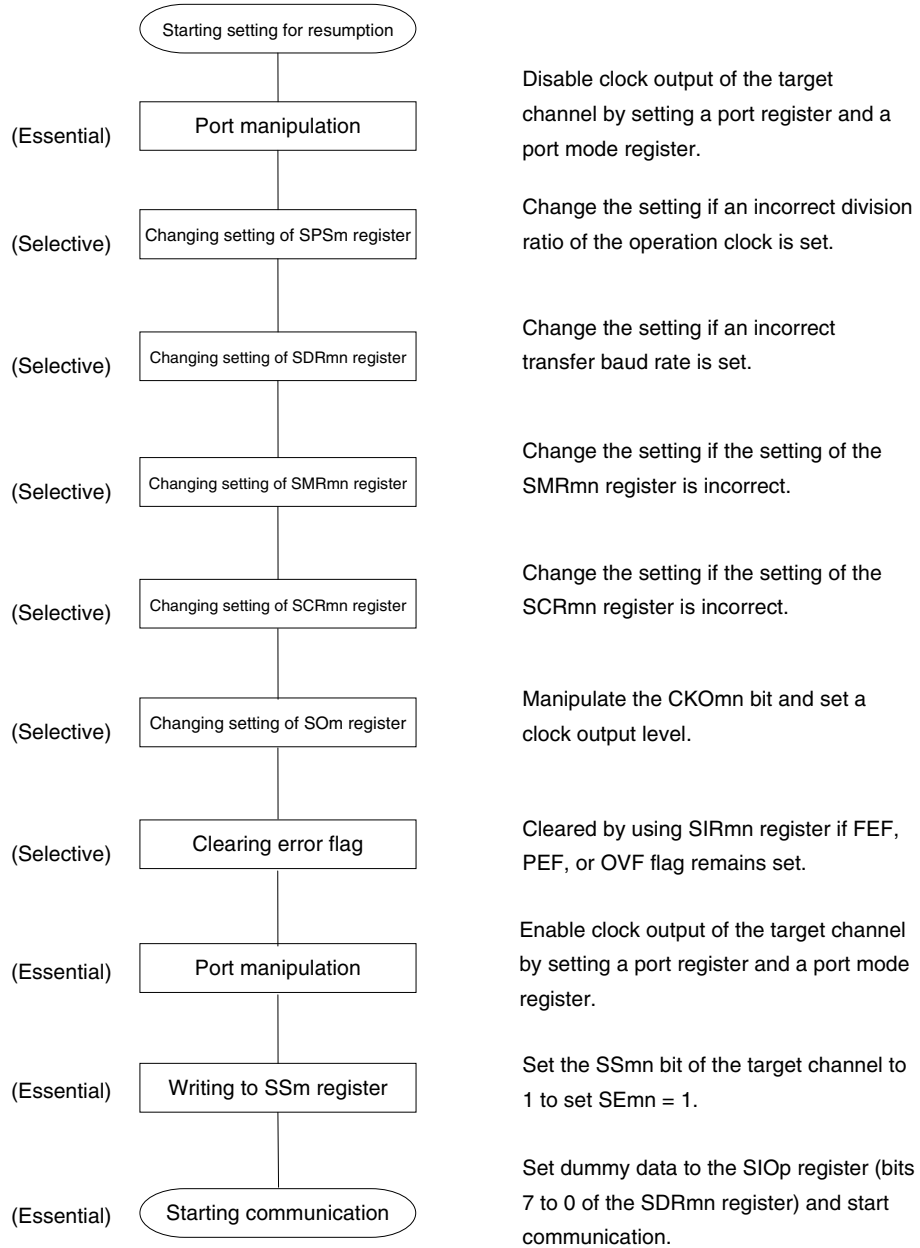 Starting setting for resumption
(Essential)
Port manipulation
Disable clock output of the target
channel by setting a port register and a
port mode register.
(Selective)
Changing setting of SPSm register
Change the setting if an incorrect division
ratio of the operation clock is set.
(Selective)
Changing setting of SDRmn register
Change the setting if an incorrect
transfer baud rate is set.
(Selective)
Changing setting of SMRmn register
Change the setting if the setting of the
SMRmn register is incorrect.
(Selective)
Changing setting of SCRmn register
Change the setting if the setting of the
SCRmn register is incorrect.
(Selective)
Changing setting of SOm register
Manipulate the CKOmn bit and set a
clock output level.
(Selective)
Clearing error flag
Cleared by using SIRmn register if FEF,
PEF, or OVF flag remains set.
(Essential)
Port manipulation
Enable clock output of the target channel
by setting a port register and a port mode
register.
(Essential)
Writing to SSm register
Set the SSmn bit of the target channel to
1 to set SEmn = 1.
(Essential)
Starting communication
Set dummy data to the SIOp register (bits
7 to 0 of the SDRmn register) and start
communication.